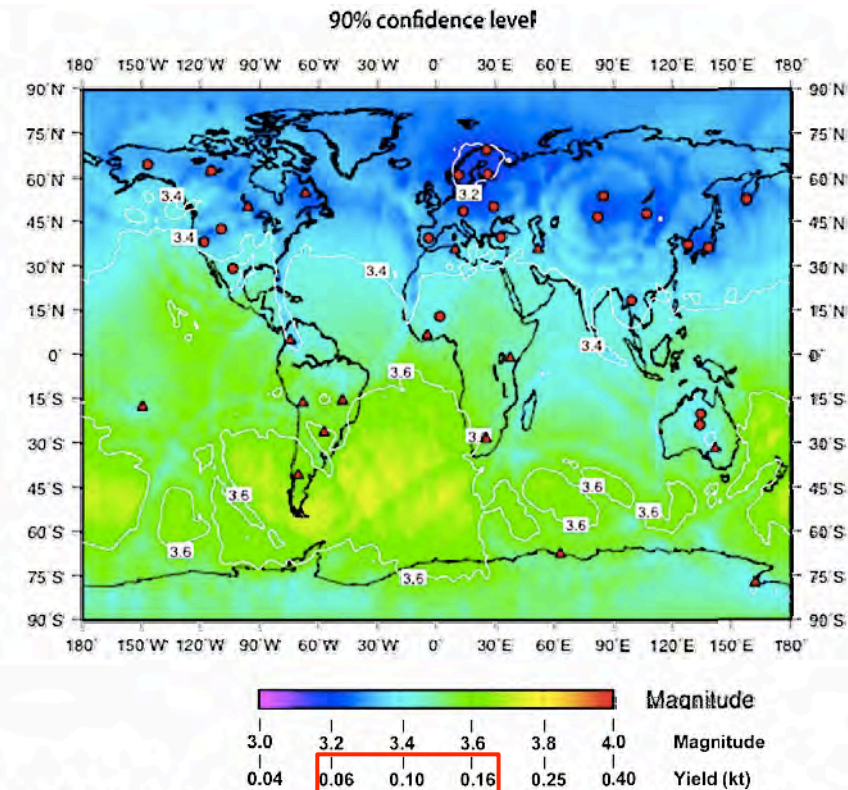 90% confidence level
180˚ 150˚W 120˚W 90˚W 60˚W 30˚W 0˚ 30˚E 60˚E 90˚E 120˚E 150˚E 180˚
90˚N 90˚N
75˚N 75˚N
60˚N 60˚N
3.2
3.4
45˚N 45˚N
3.4
30˚N 3.4 30˚N
15˚N 15˚N
3.4
0˚ 0˚
3.6
15˚S 15˚S
30˚S 30˚S
45˚S 3.6 3.6 45˚S
3.6
60˚S 3.6 60˚S
3.6
75˚S 3.6 75˚S
90˚S 90˚S
180˚ 150˚W 120˚W 90˚W 60˚W 30˚W 0˚ 30˚E 60˚E 90˚E 120˚E 150˚E 180˚
Magnitude
3.0 3.2 3.4 3.6 3.8 4.0 Magnitude
0.04 0.06 0.10 0.16 0.25 0.40 Yield (kt)